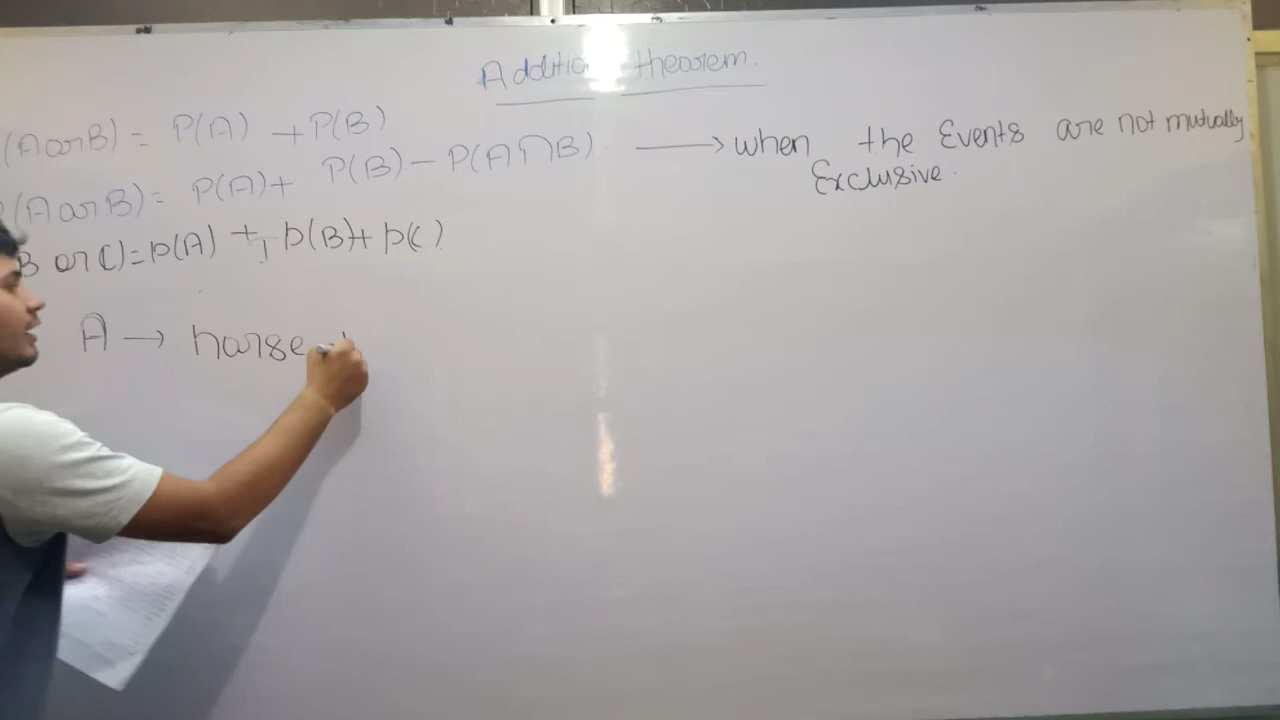 Addition theorem.
(A or B) = P(A) + P(B)
P(A or B) = P(A) + P(B) - P(A∩B) → when the Events are not mutually
Exclusive.
B or C) = p(A) + p(B) + p(C)
A → horse